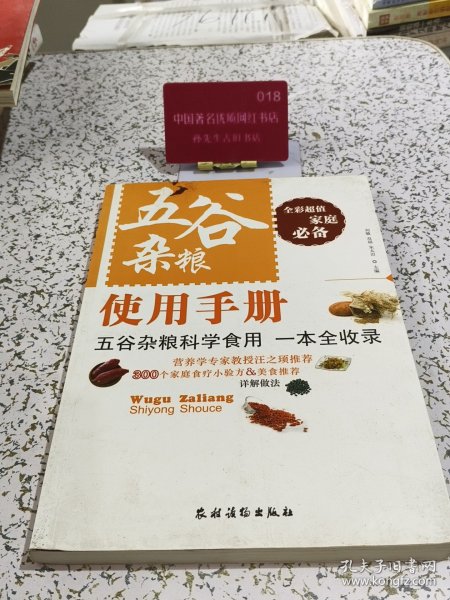 018
中国著名优质网红书店
孙先生古旧书店
五谷
杂粮
全彩超值
家庭
必备
主编
使用手册
五谷杂粮科学食用 一本全收录
营养学专家教授汪之顼推荐
300个家庭食疗小验方&美食推荐
详解做法
Wugu Zaliang
Shiyong Shouce
农村读物出版社
孔夫子旧书网
www.kongfz.com